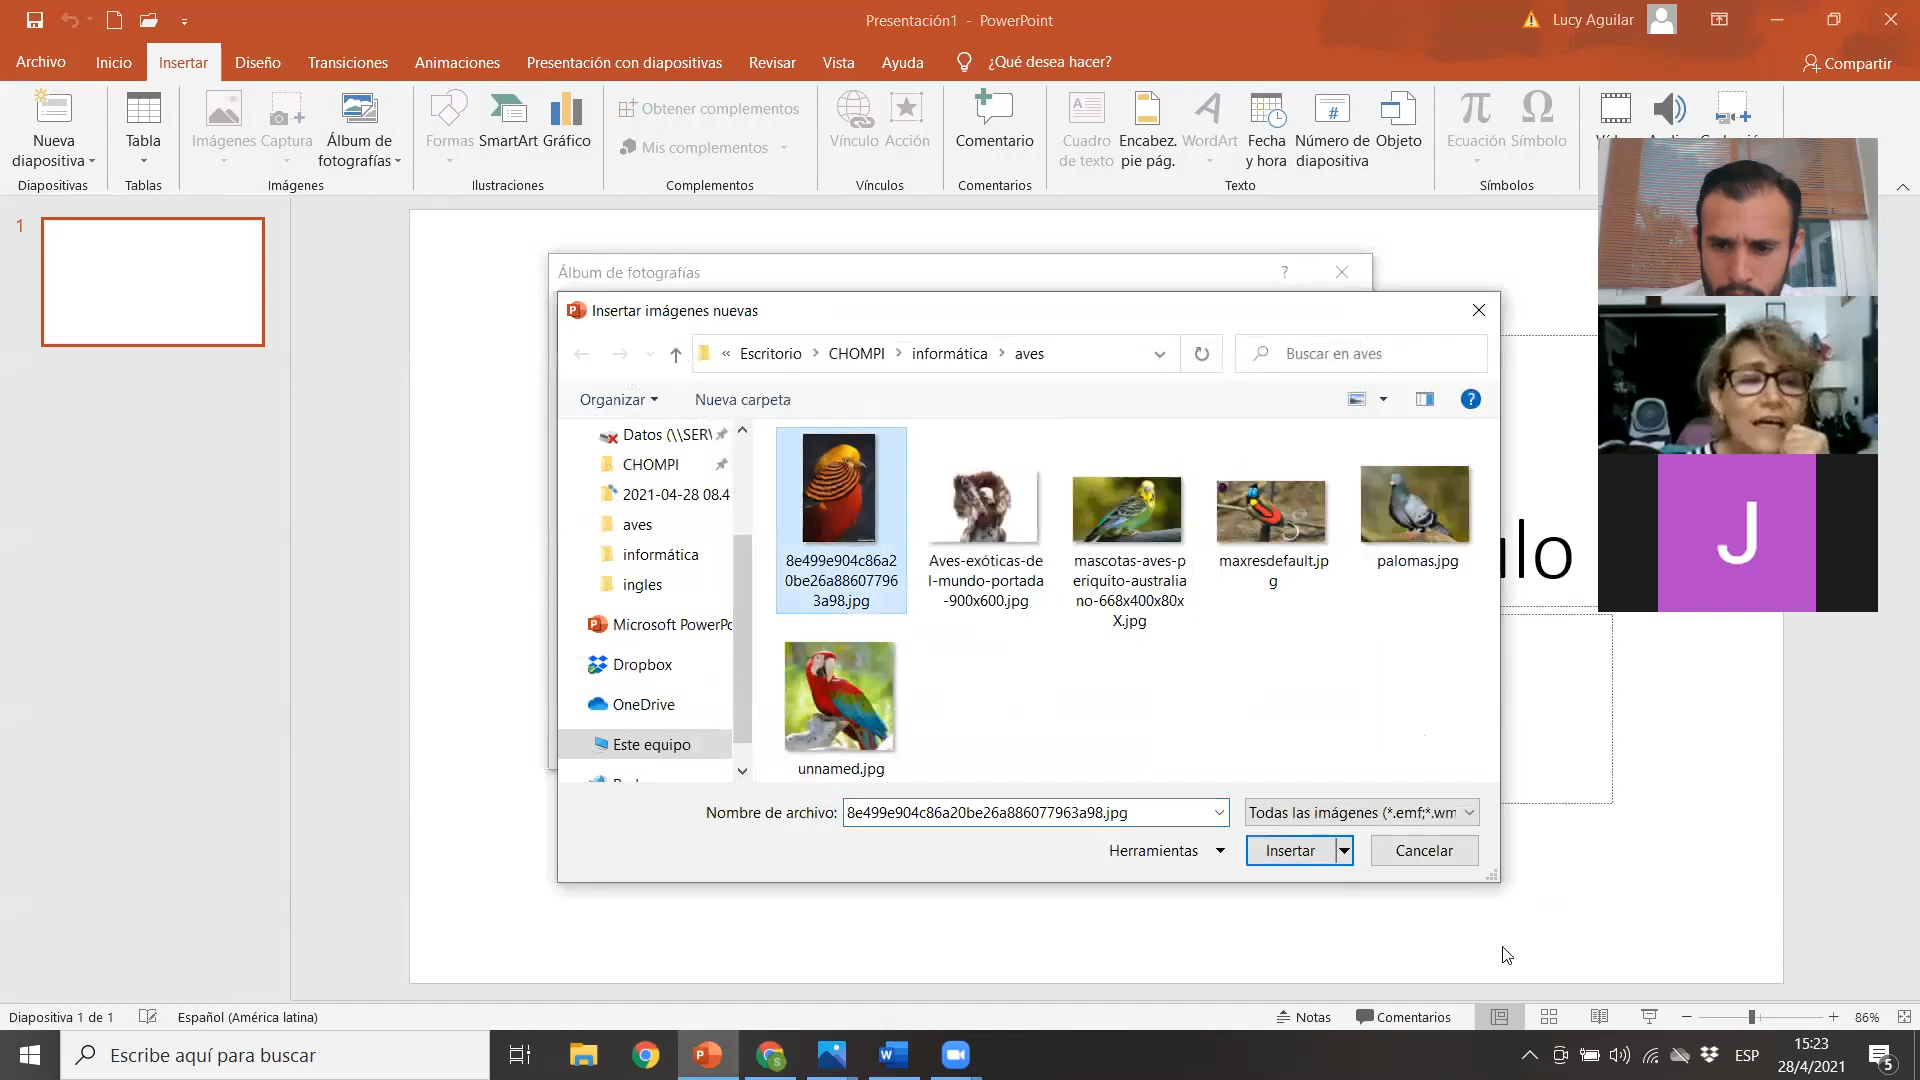 Presentación1 - PowerPoint
Lucy Aguilar
Archivo Inicio Insertar Diseño Transiciones Animaciones Presentación con diapositivas Revisar Vista Ayuda ¿Qué desea hacer? Compartir
Nueva diapositiva
Tabla
Imágenes
Captura
Álbum de fotografías
Formas
SmartArt
Gráfico
Obtener complementos
Mis complementos
Vínculo
Acción
Comentario
Cuadro de texto
Encabez. pie pág.
WordArt
Fecha y hora
Número de diapositiva
Objeto
Ecuación
Símbolo
Diapositivas Tablas Imágenes Ilustraciones Complementos Vínculos Comentarios Texto Símbolos
1
Álbum de fotografías
?
Insertar imágenes nuevas
« Escritorio > CHOMPI > informática > aves
Buscar en aves
Organizar
Nueva carpeta
?
Datos (\\SER\
CHOMPI
2021-04-28 08.4
aves
informática
ingles
Microsoft PowerPo
Dropbox
OneDrive
Este equipo
8e499e904c86a2
0be26a88607796
3a98.jpg
Aves-exóticas-de
l-mundo-portada
-900x600.jpg
mascotas-aves-p
eriquito-australia
no-668x400x80x
X.jpg
maxresdefault.jp
g
palomas.jpg
unnamed.jpg
Nombre de archivo: 8e499e904c86a20be26a886077963a98.jpg
Todas las imágenes (*.emf;*.wm
Herramientas
Insertar
Cancelar
ulo
J
Diapositiva 1 de 1
Español (América latina)
Notas
Comentarios
86%
Escribe aquí para buscar
ESP
15:23
28/4/2021
5